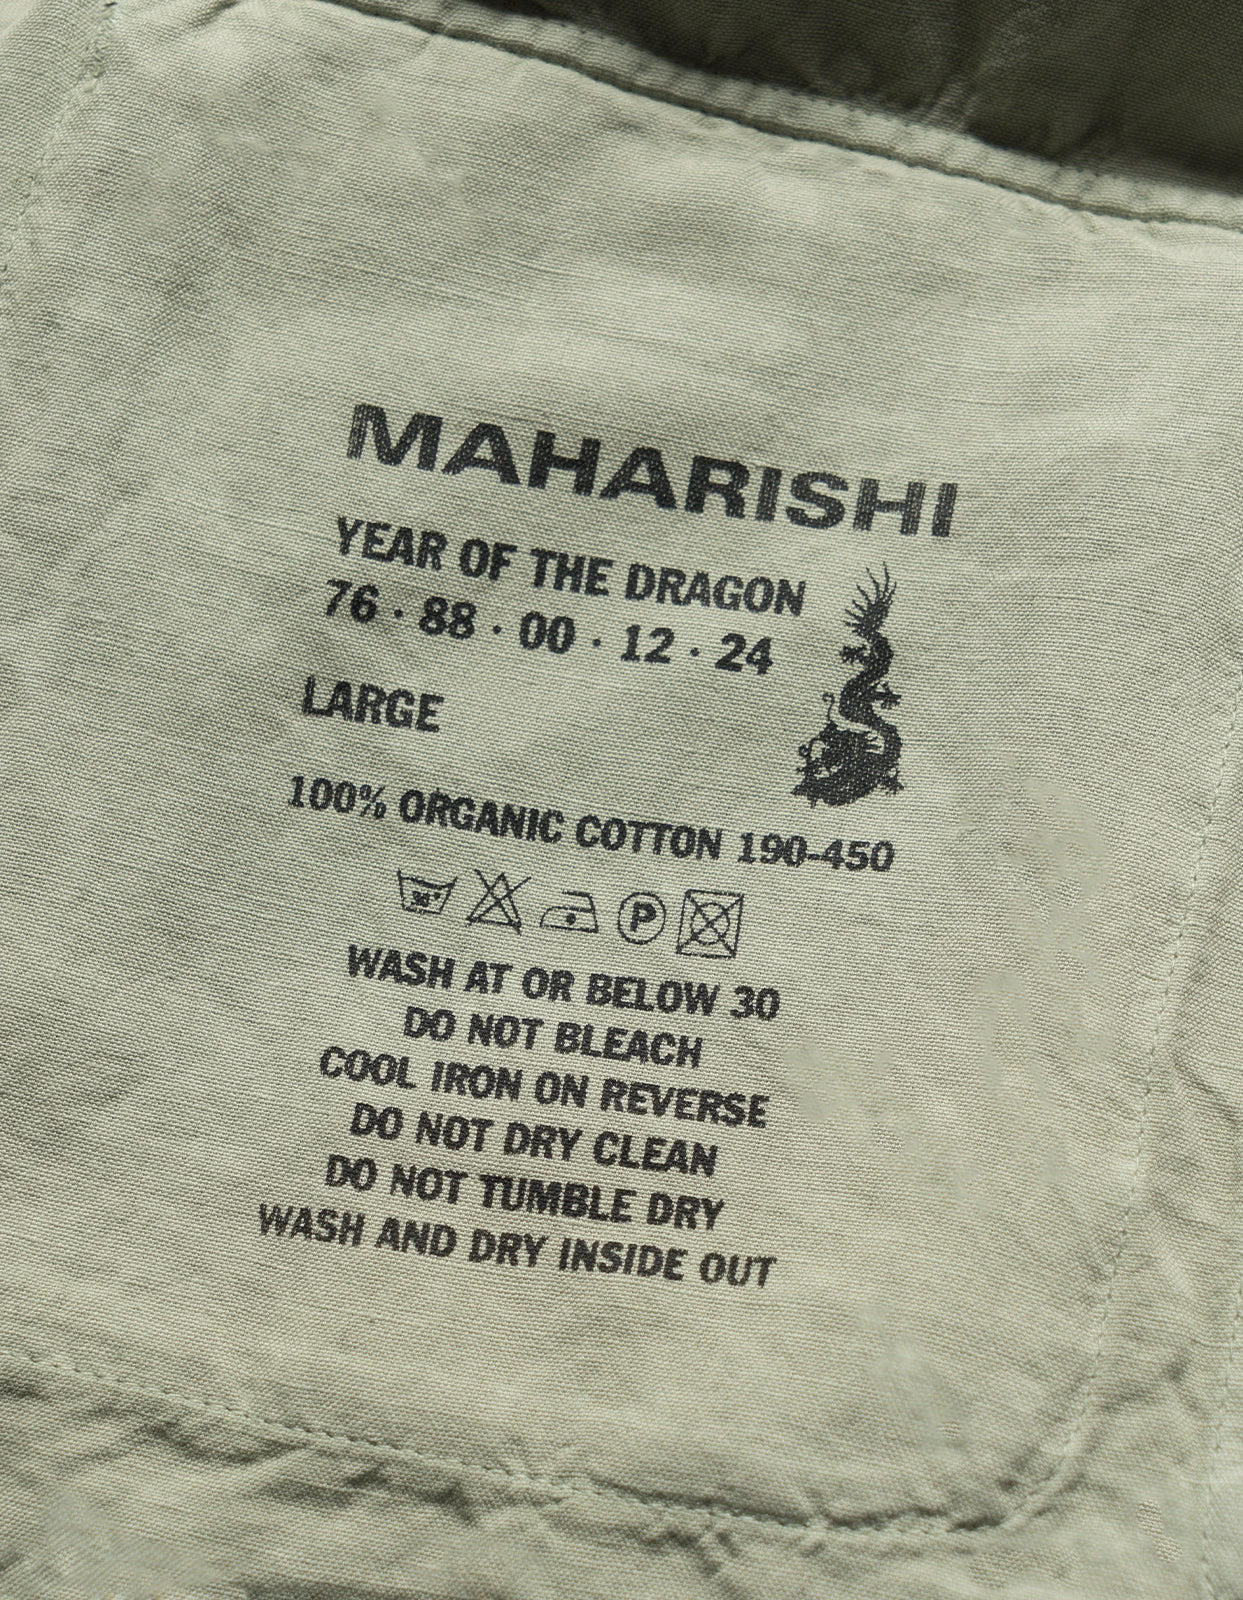 MAHARISHI
YEAR OF THE DRAGON
76 · 88 · 00 · 12 · 24
LARGE
100% ORGANIC COTTON 190-450
30° P
WASH AT OR BELOW 30
DO NOT BLEACH
COOL IRON ON REVERSE
DO NOT DRY CLEAN
DO NOT TUMBLE DRY
WASH AND DRY INSIDE OUT